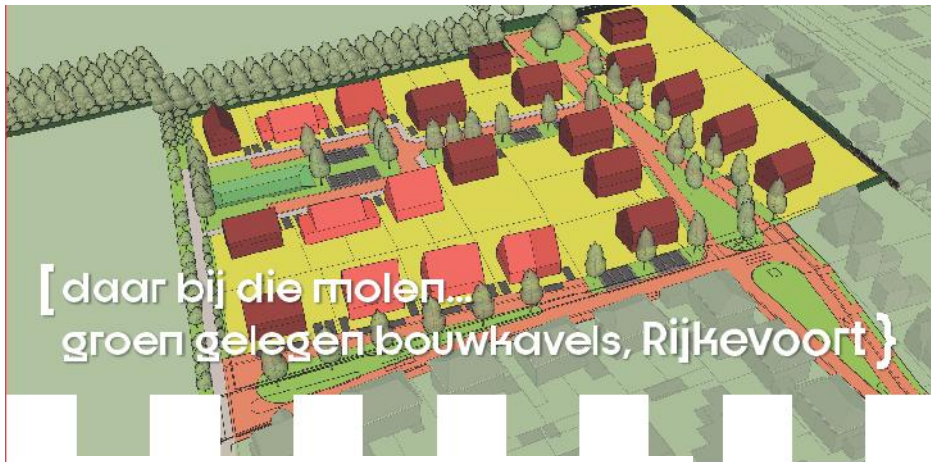 [ daar bij die molen...
groen gelegen bouwkavels, Rijkevoort }